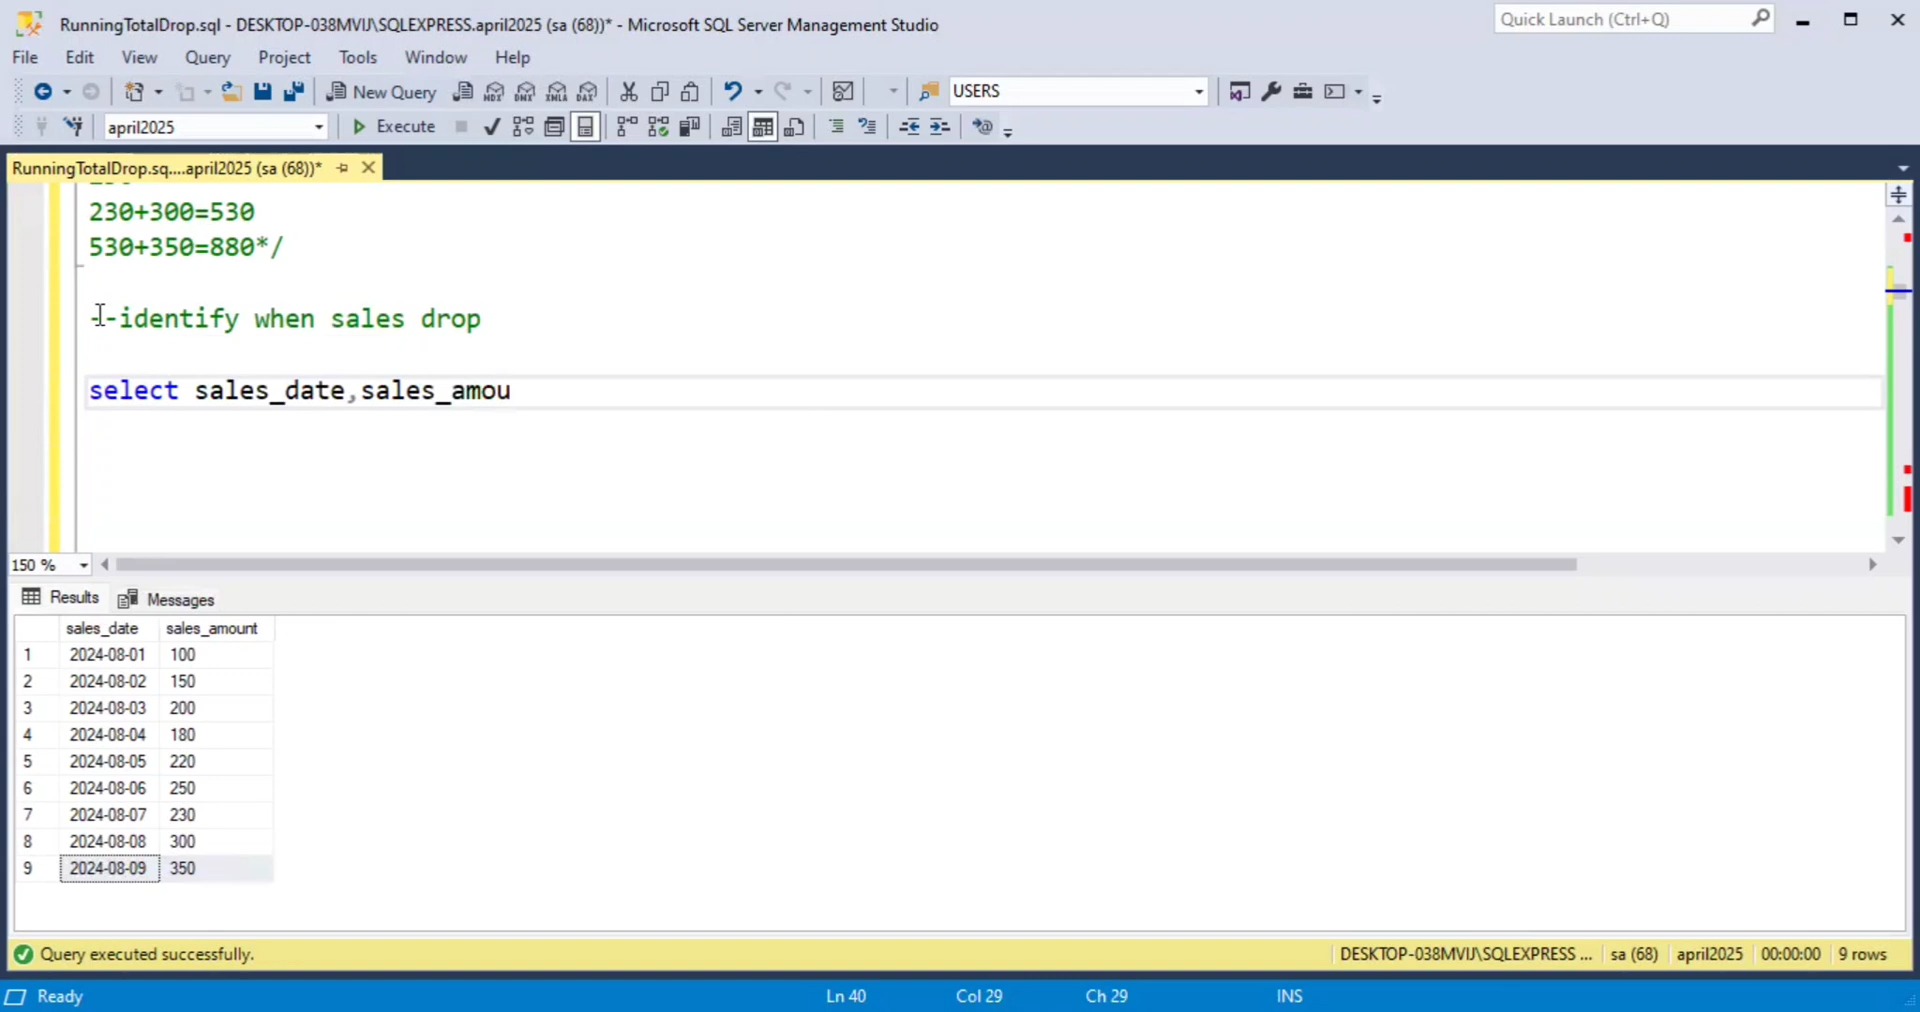 RunningTotalDrop.sql - DESKTOP-038MVIJ\SQLEXPRESS.april2025 (sa (68))* - Microsoft SQL Server Management Studio
Quick Launch (Ctrl+Q)
File Edit View Query Project Tools Window Help
New Query
MDX DMX XMLA DAX
USERS
april2025
Execute
RunningTotalDrop.sq....april2025 (sa (68))*
230+300=530
530+350=880*/
--identify when sales drop
select sales_date,sales_amou
150 %
Results Messages
sales_date sales_amount
1 2024-08-01 100
2 2024-08-02 150
3 2024-08-03 200
4 2024-08-04 180
5 2024-08-05 220
6 2024-08-06 250
7 2024-08-07 230
8 2024-08-08 300
9 2024-08-09 350
Query executed successfully.
DESKTOP-038MVIJ\SQLEXPRESS ... sa (68) april2025 00:00:00 9 rows
Ready Ln 40 Col 29 Ch 29 INS